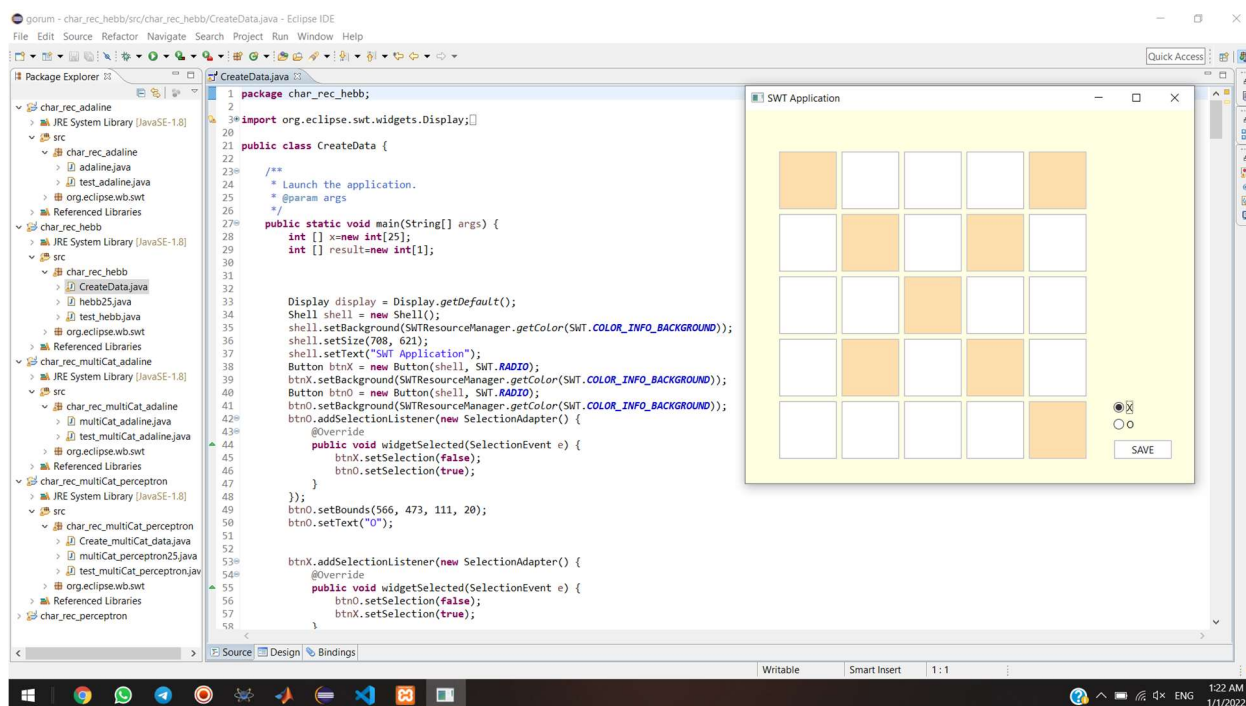 gorum - char_rec_hebb/src/char_rec_hebb/CreateData.java - Eclipse IDE
File Edit Source Refactor Navigate Search Project Run Window Help
Quick Access
Package Explorer
char_rec_adaline
JRE System Library [JavaSE-1.8]
src
char_rec_adaline
adaline.java
test_adaline.java
org.eclipse.wb.swt
Referenced Libraries
char_rec_hebb
JRE System Library [JavaSE-1.8]
src
char_rec_hebb
CreateData.java
hebb25.java
test_hebb.java
org.eclipse.wb.swt
Referenced Libraries
char_rec_multiCat_adaline
JRE System Library [JavaSE-1.8]
src
char_rec_multiCat_adaline
multiCat_adaline.java
test_multiCat_adaline.java
org.eclipse.wb.swt
Referenced Libraries
char_rec_multiCat_perceptron
JRE System Library [JavaSE-1.8]
src
char_rec_multiCat_perceptron
Create_multiCat_data.java
multiCat_perceptron25.java
test_multiCat_perceptron.jav
org.eclipse.wb.swt
Referenced Libraries
char_rec_perceptron
CreateData.java
1 package char_rec_hebb;
2
3 import org.eclipse.swt.widgets.Display;
20
21 public class CreateData {
22
23 /**
24 * Launch the application.
25 * @param args
26 */
27 public static void main(String[] args) {
28 int [] x=new int[25];
29 int [] result=new int[1];
30
31
32
33 Display display = Display.getDefault();
34 Shell shell = new Shell();
35 shell.setBackground(SWTResourceManager.getColor(SWT.COLOR_INFO_BACKGROUND));
36 shell.setSize(708, 621);
37 shell.setText("SWT Application");
38 Button btnX = new Button(shell, SWT.RADIO);
39 btnX.setBackground(SWTResourceManager.getColor(SWT.COLOR_INFO_BACKGROUND));
40 Button btnO = new Button(shell, SWT.RADIO);
41 btnO.setBackground(SWTResourceManager.getColor(SWT.COLOR_INFO_BACKGROUND));
42 btnO.addSelectionListener(new SelectionAdapter() {
43 @Override
44 public void widgetSelected(SelectionEvent e) {
45 btnX.setSelection(false);
46 btnO.setSelection(true);
47 }
48 });
49 btnO.setBounds(566, 473, 111, 20);
50 btnO.setText("O");
51
52
53 btnX.addSelectionListener(new SelectionAdapter() {
54 @Override
55 public void widgetSelected(SelectionEvent e) {
56 btnO.setSelection(false);
57 btnX.setSelection(true);
58 }
Source Design Bindings
SWT Application
X
O
SAVE
Writable Smart Insert 1 : 1
ENG 1:22 AM
1/1/2022